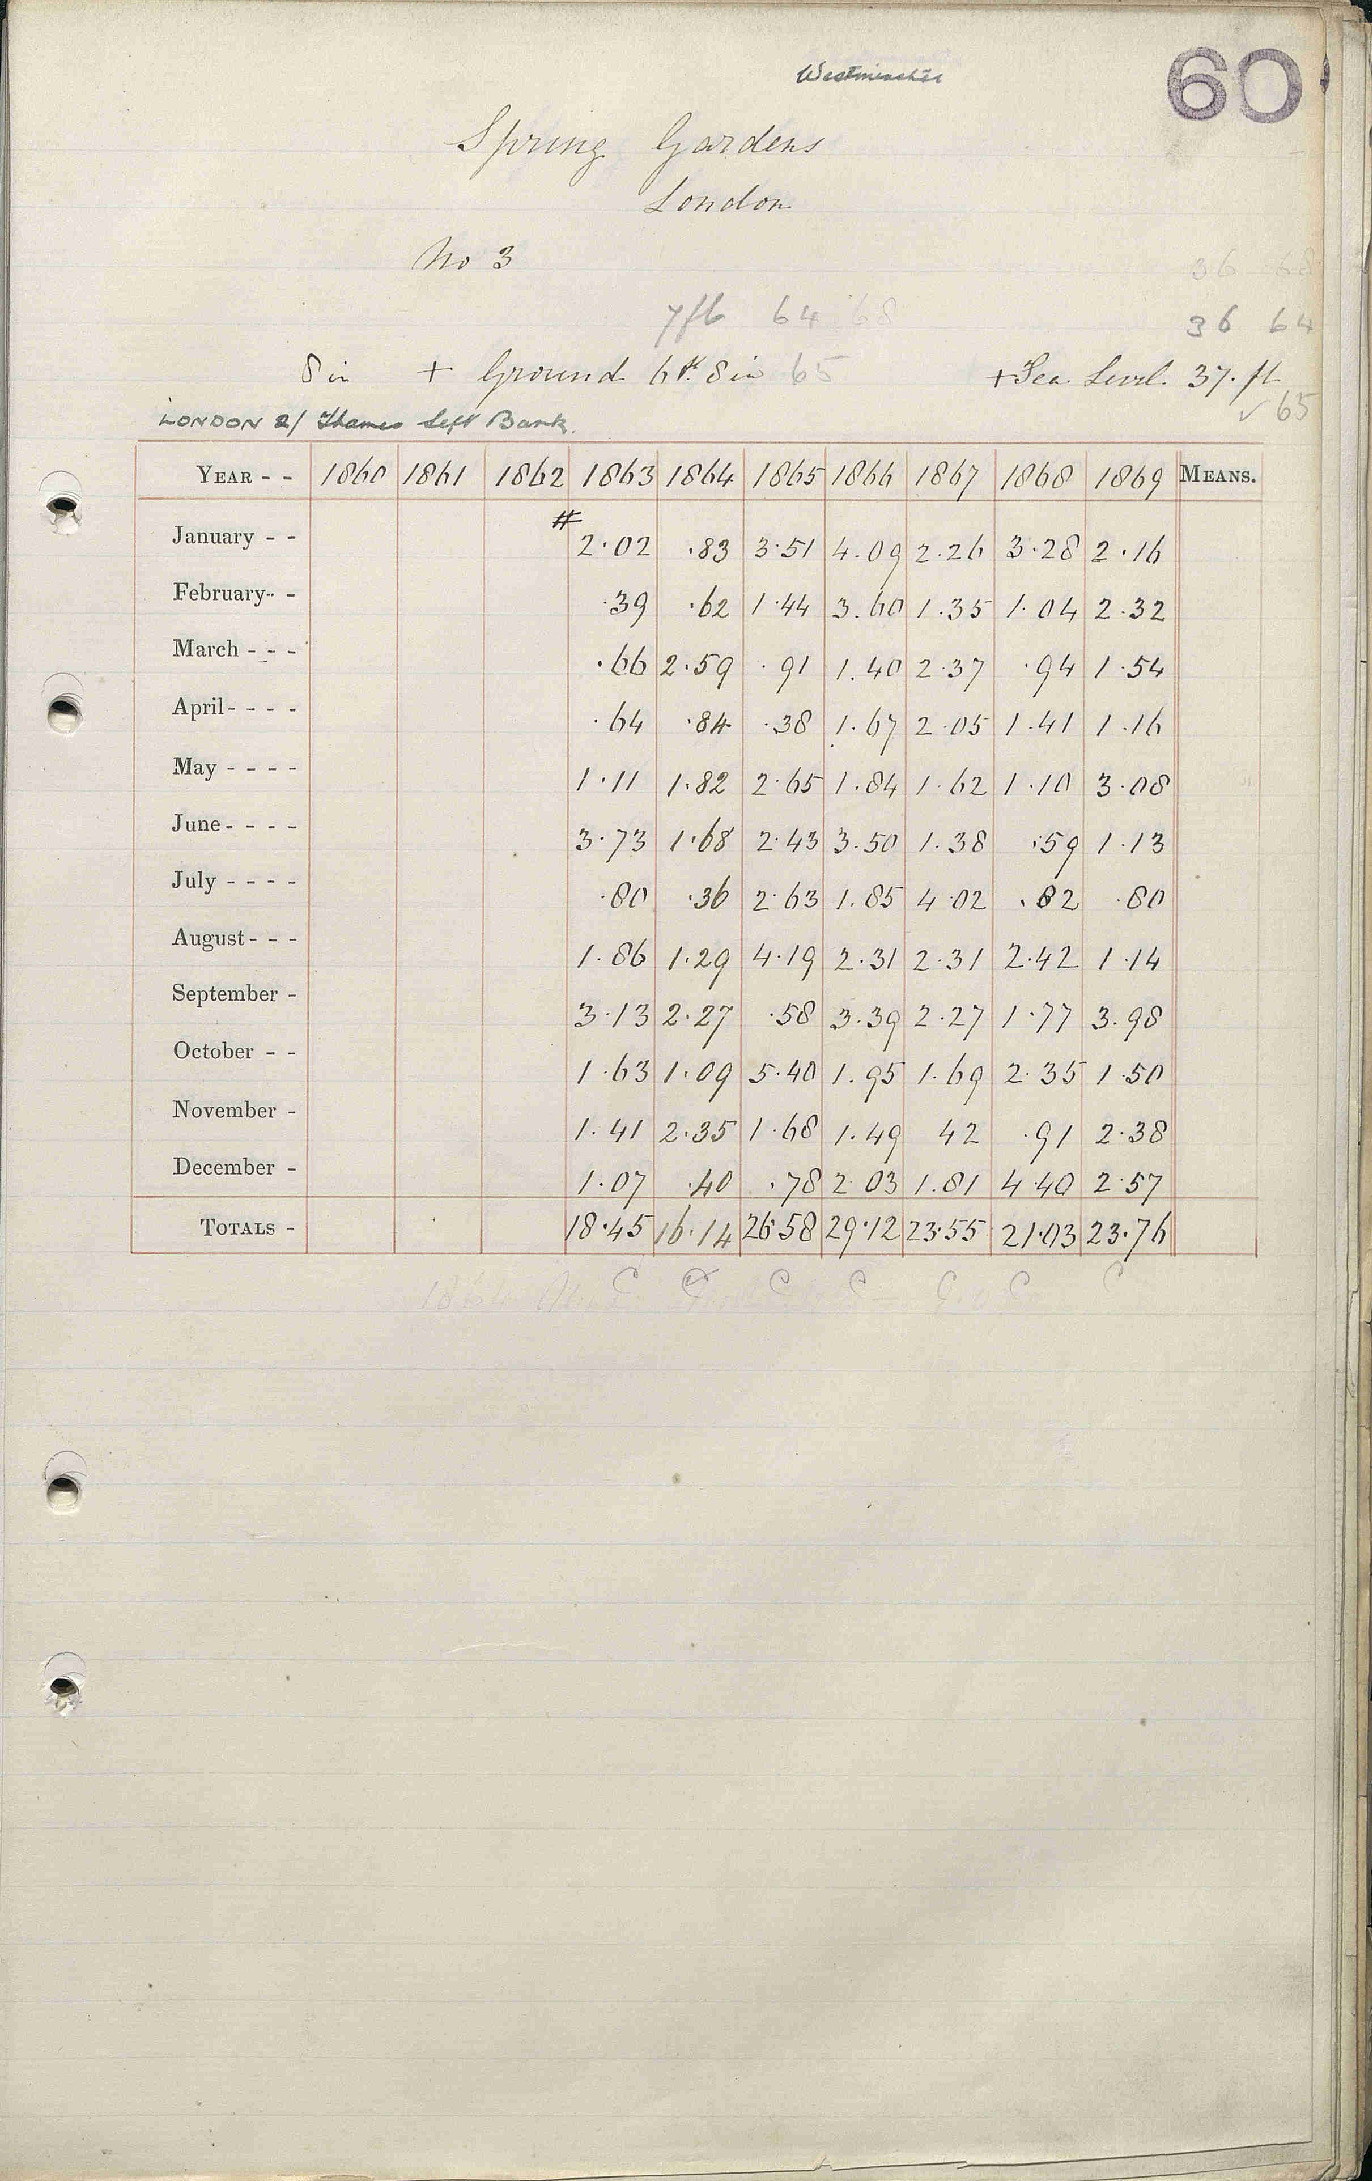 Westminster
60
Spring Gardens
London
No 3
36 68
7ft 64 68
36 64
8 in + Ground 6ft. 8 in 65 + Sea Level. 37. ft
✓ 65
LONDON 2/ Thames Left Bank.
YEAR - - 1860 1861 1862 1863 1864 1865 1866 1867 1868 1869 MEANS.
January - - # 2.02 .83 3.51 4.09 2.26 3.28 2.16
February - - .39 .62 1.44 3.60 1.35 1.04 2.32
March - - - .66 2.59 .91 1.40 2.37 .94 1.54
April - - - - .64 .84 .38 1.67 2.05 1.41 1.16
May - - - - 1.11 1.82 2.65 1.84 1.62 1.10 3.08
June - - - - 3.73 1.68 2.43 3.50 1.38 .59 1.13
July - - - - .80 .36 2.63 1.85 4.02 .82 .80
August - - - 1.86 1.29 4.19 2.31 2.31 2.42 1.14
September - 3.13 2.27 .58 3.39 2.27 1.77 3.98
October - - 1.63 1.09 5.40 1.95 1.69 2.35 1.50
November - 1.41 2.35 1.68 1.49 42 .91 2.38
December - 1.07 .40 .78 2.03 1.81 4.40 2.57
TOTALS - 18.45 16.14 26.58 29.12 23.55 21.03 23.76
C C C C C C C